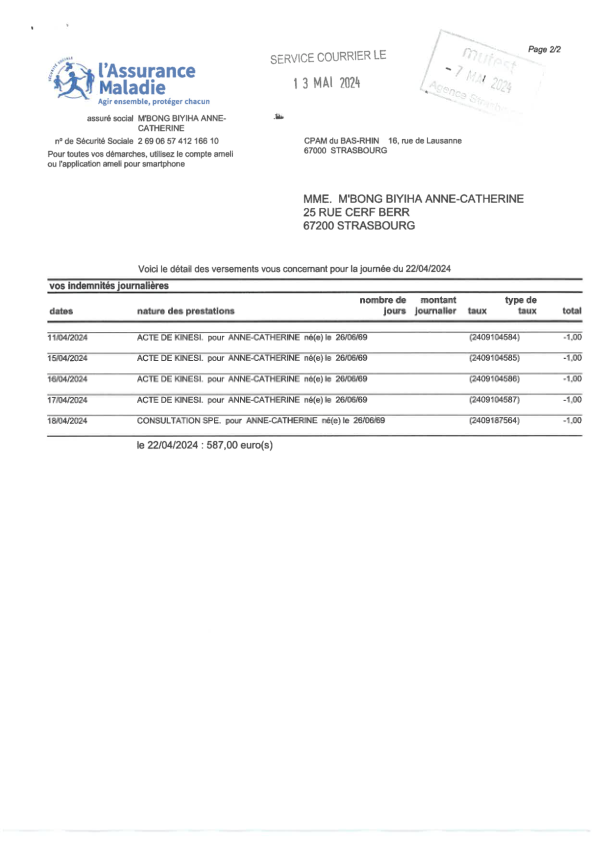 Page 2/2
SERVICE COURRIER LE
13 MAI 2024
mutest
- 7 MAI 2024
Agence
SÉCURITÉ SOCIALE
l'Assurance
Maladie
Agir ensemble, protéger chacun
assuré social M'BONG BIYIHA ANNE-
CATHERINE
n° de Sécurité Sociale 2 69 06 57 412 166 10
Pour toutes vos démarches, utilisez le compte ameli
ou l'application ameli pour smartphone
CPAM du BAS-RHIN 16, rue de Lausanne
67000 STRASBOURG
MME. M'BONG BIYIHA ANNE-CATHERINE
25 RUE CERF BERR
67200 STRASBOURG
Voici le détail des versements vous concernant pour la journée du 22/04/2024
vos indemnités journalières
dates nature des prestations nombre de jours montant journalier taux type de taux total
11/04/2024 ACTE DE KINESI. pour ANNE-CATHERINE né(e) le 26/06/69 (2409104584) -1,00
15/04/2024 ACTE DE KINESI. pour ANNE-CATHERINE né(e) le 26/06/69 (2409104585) -1,00
16/04/2024 ACTE DE KINESI. pour ANNE-CATHERINE né(e) le 26/06/69 (2409104586) -1,00
17/04/2024 ACTE DE KINESI. pour ANNE-CATHERINE né(e) le 26/06/69 (2409104587) -1,00
18/04/2024 CONSULTATION SPE. pour ANNE-CATHERINE né(e) le 26/06/69 (2409187564) -1,00
le 22/04/2024 : 587,00 euro(s)